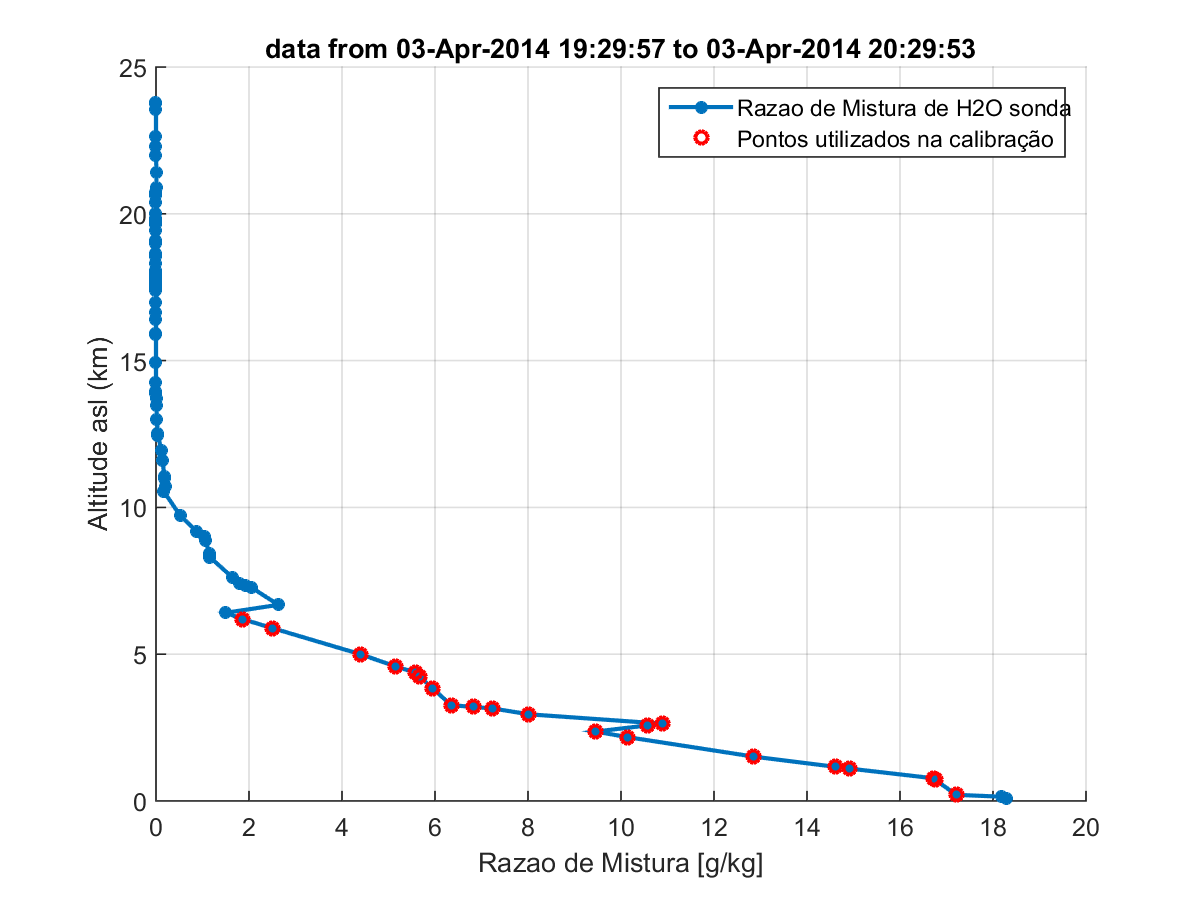 data from 03-Apr-2014 19:29:57 to 03-Apr-2014 20:29:53
Razao de Mistura de H2O sonda
Pontos utilizados na calibração
Altitude asl (km)
25
20
15
10
5
0
0 2 4 6 8 10 12 14 16 18 20
Razao de Mistura [g/kg]